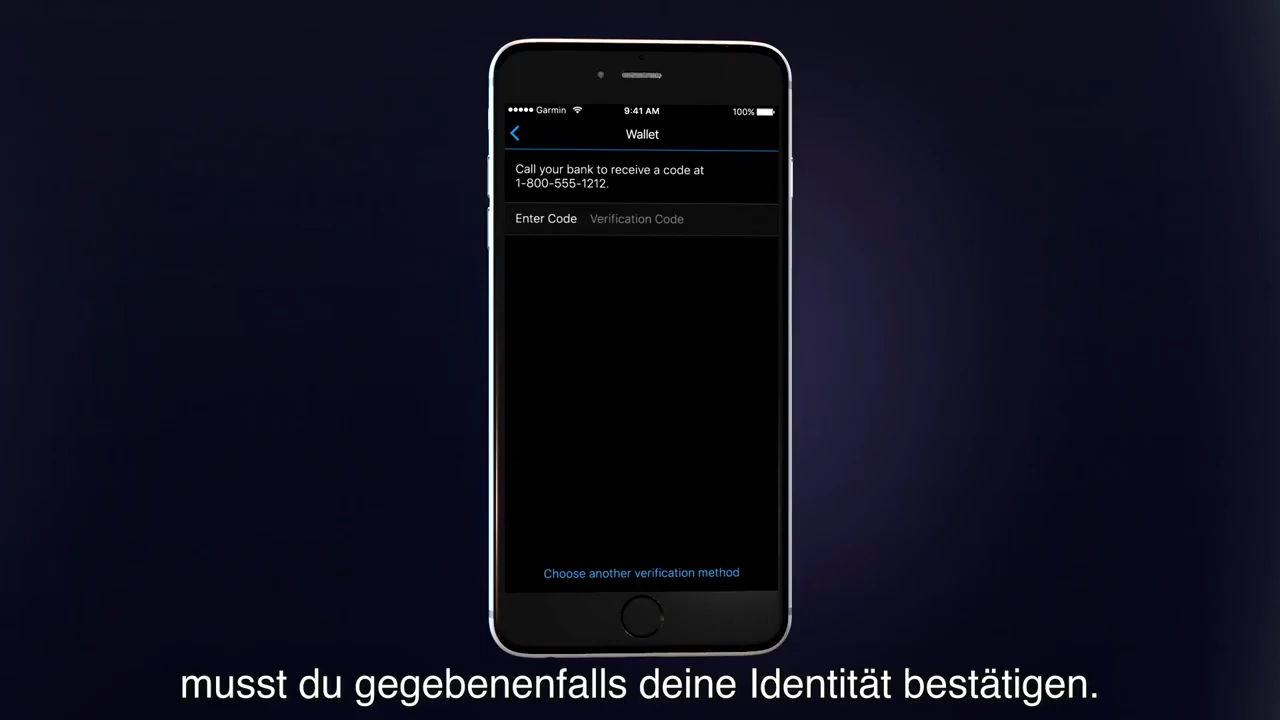 Garmin 9:41 AM 100%
Wallet
Call your bank to receive a code at
1-800-555-1212.
Enter Code Verification Code
Choose another verification method
musst du gegebenenfalls deine Identität bestätigen.